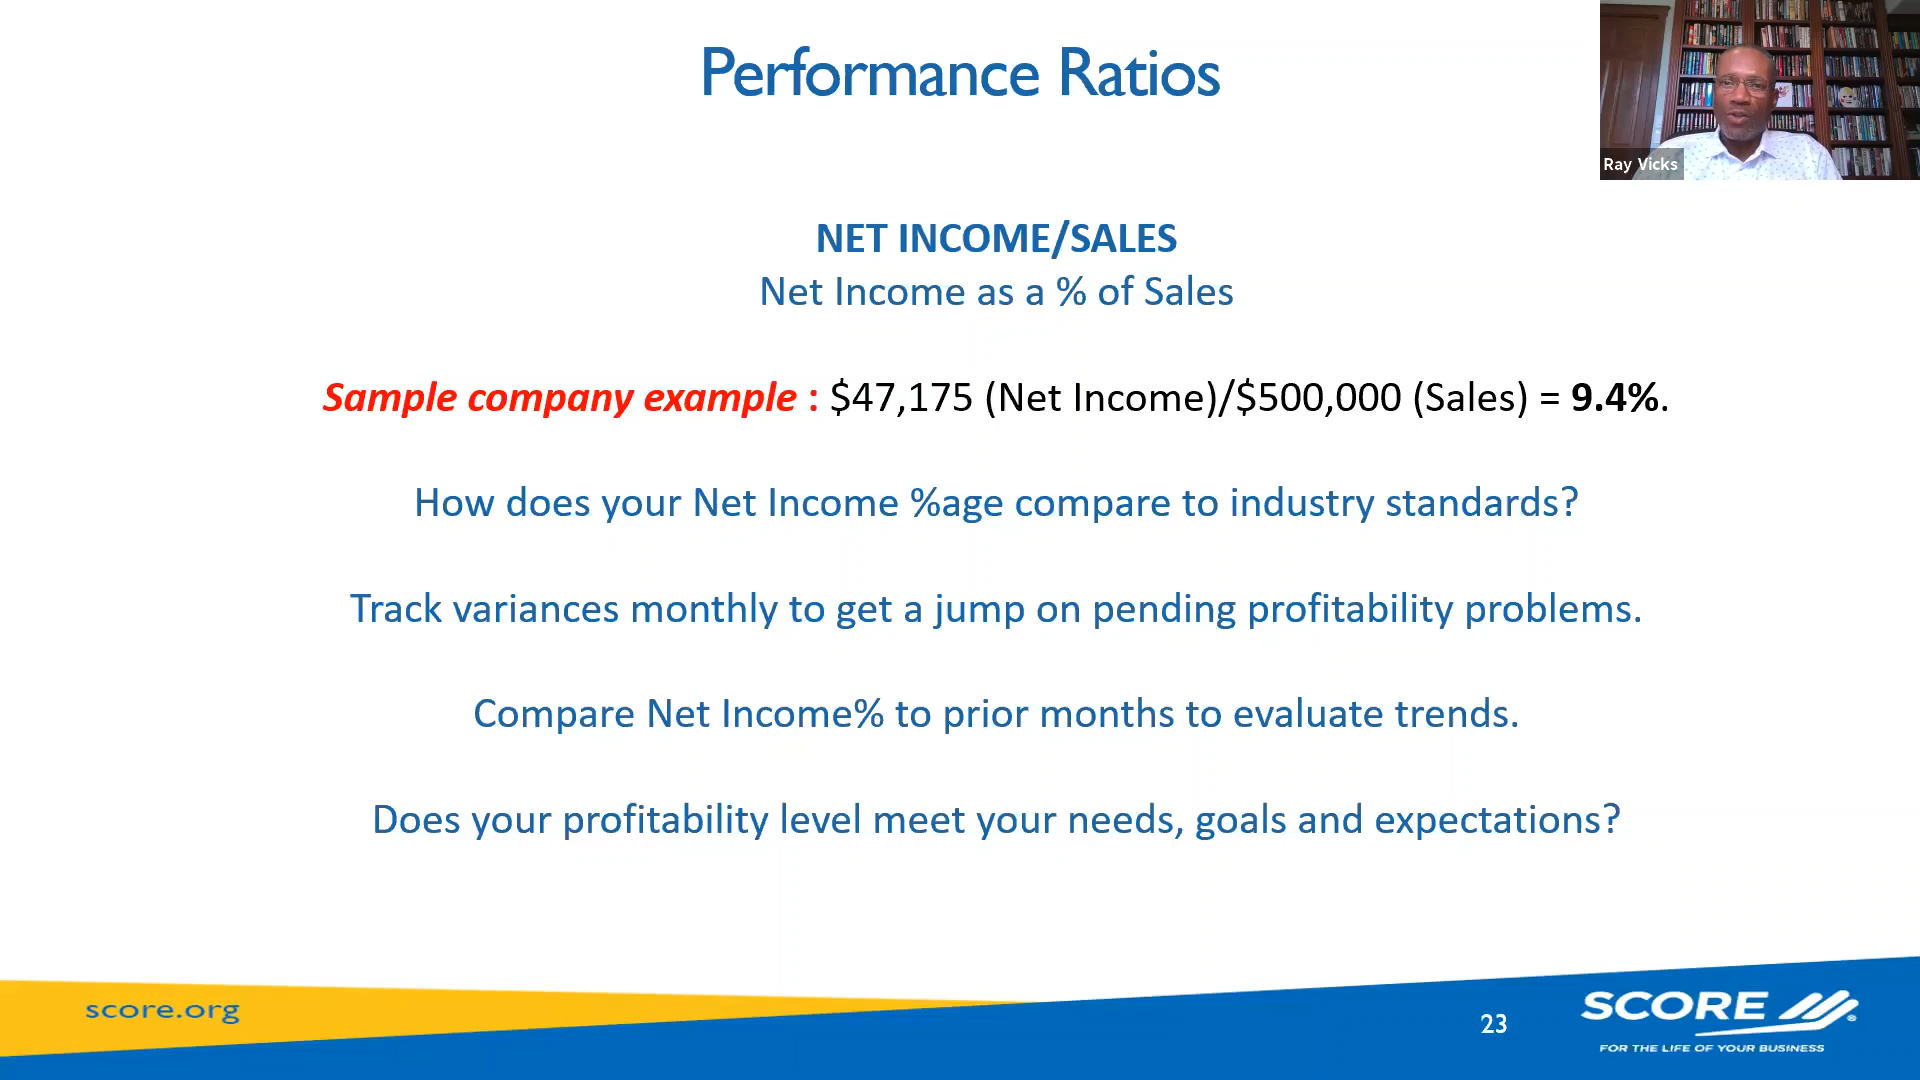 Performance Ratios
Ray Vicks
NET INCOME/SALES
Net Income as a % of Sales
Sample company example : $47,175 (Net Income)/$500,000 (Sales) = 9.4%.
How does your Net Income %age compare to industry standards?
Track variances monthly to get a jump on pending profitability problems.
Compare Net Income% to prior months to evaluate trends.
Does your profitability level meet your needs, goals and expectations?
score.org
23
SCORE ®
FOR THE LIFE OF YOUR BUSINESS